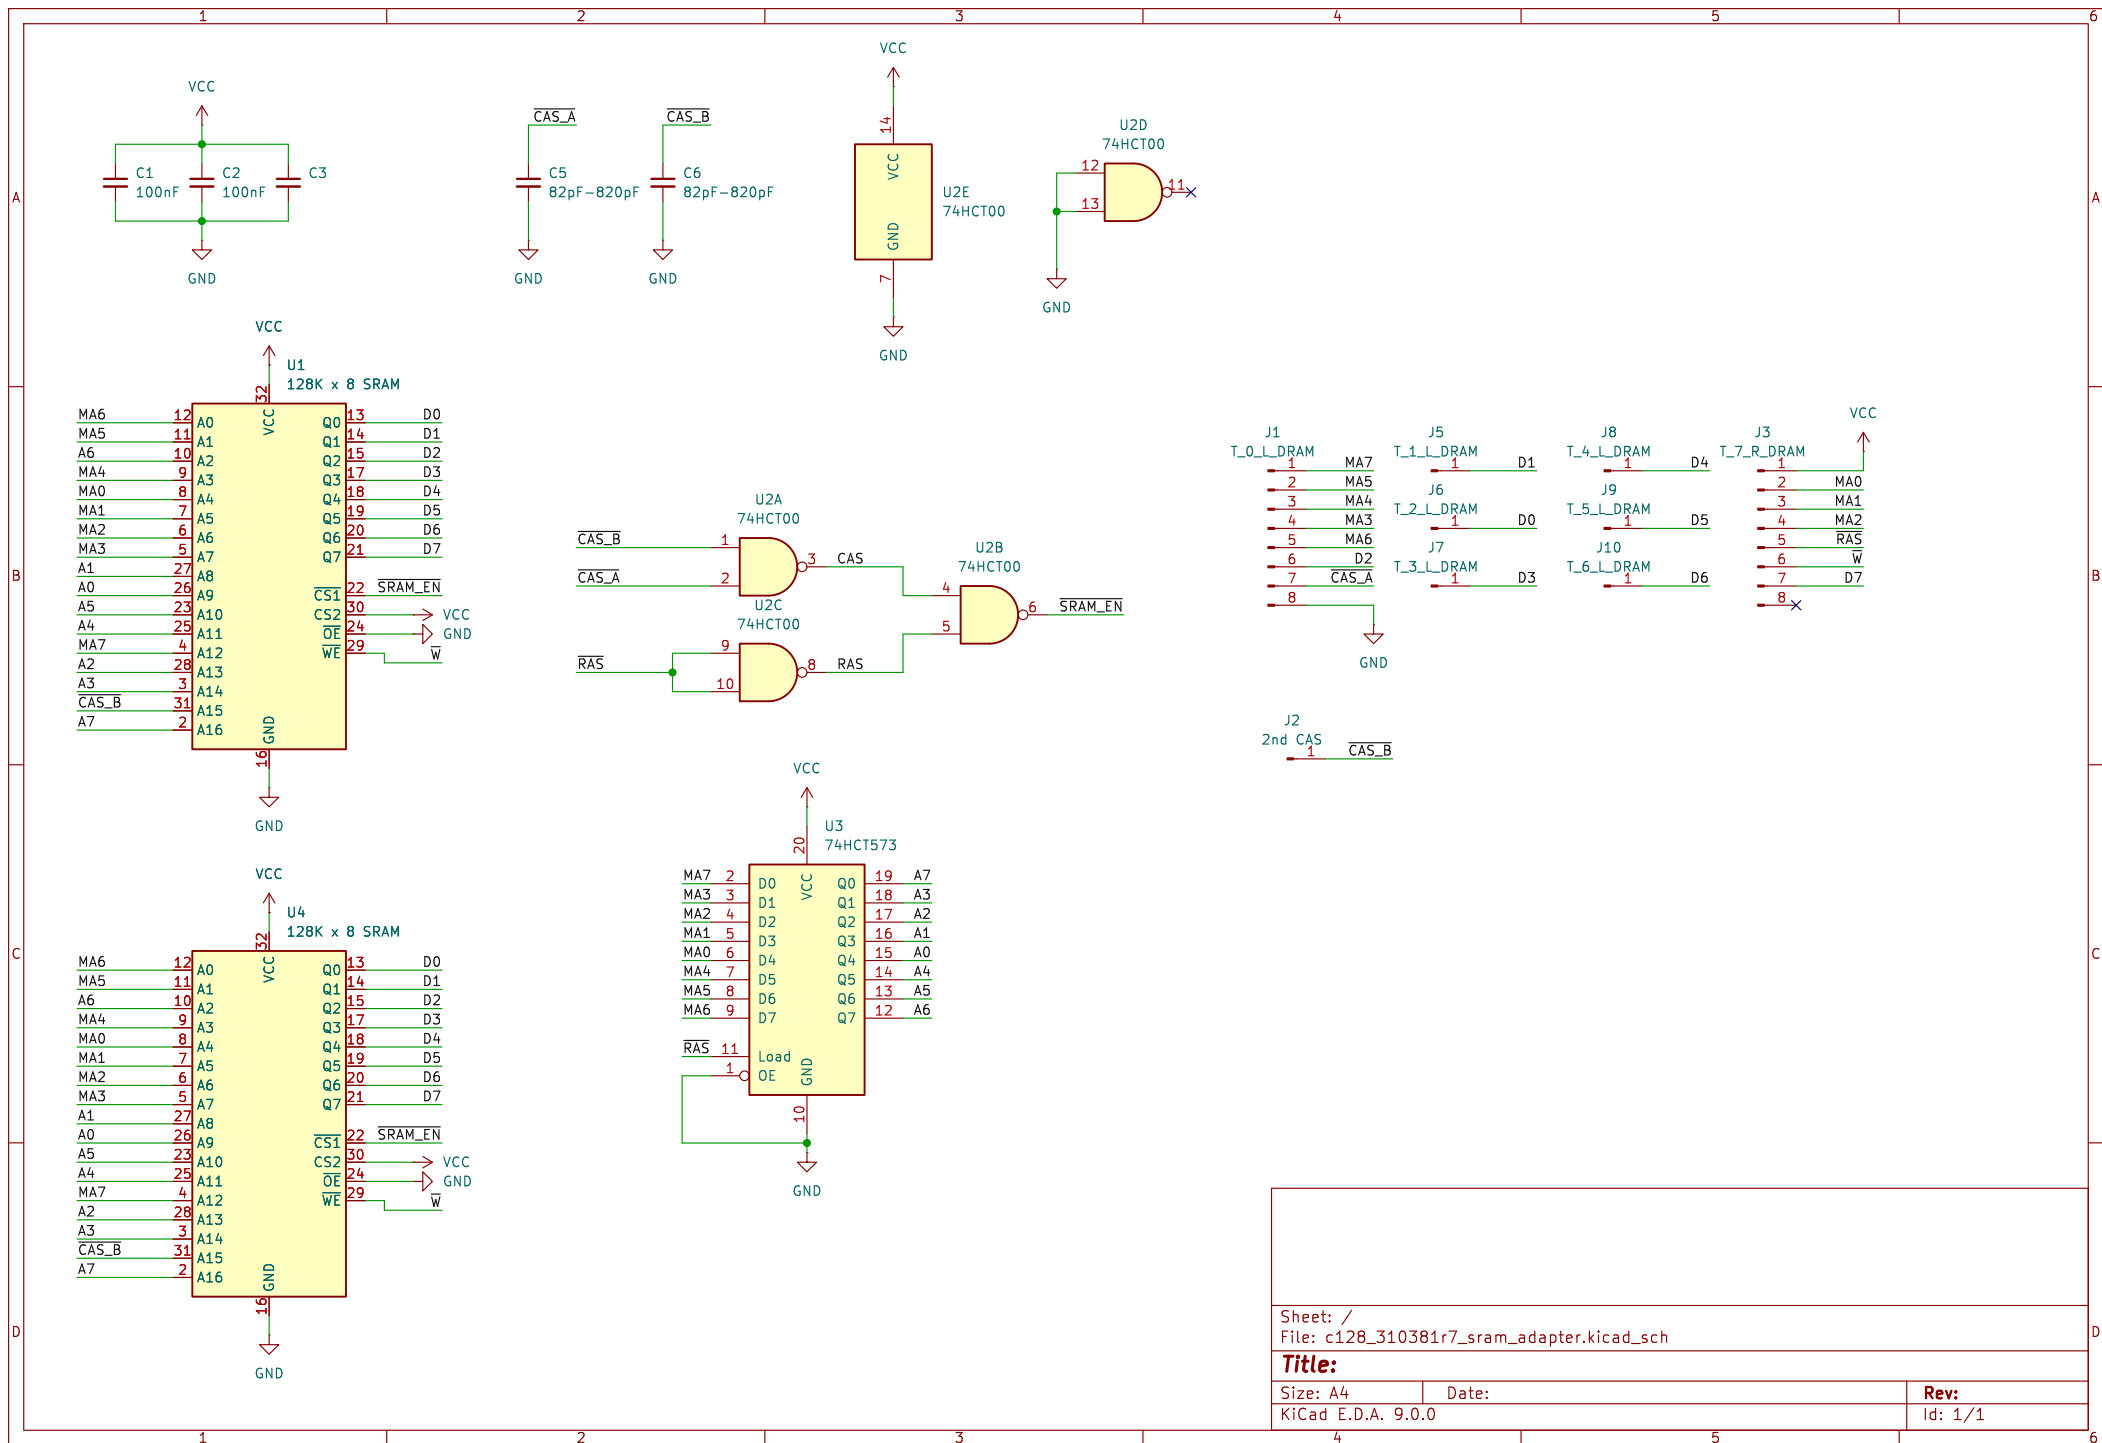 1 2 3 4 5 6
A
B
C
D
A
B
C
D
VCC
C1
100nF
C2
100nF
C3
GND
CAS_A
C5
82pF-820pF
GND
CAS_B
C6
82pF-820pF
GND
VCC
14
VCC
GND
7
U2E
74HCT00
GND
U2D
74HCT00
12
13
11
GND
VCC
U1
128K x 8 SRAM
32
VCC
MA6 12 A0 Q0 13 D0
MA5 11 A1 Q1 14 D1
A6 10 A2 Q2 15 D2
MA4 9 A3 Q3 17 D3
MA0 8 A4 Q4 18 D4
MA1 7 A5 Q5 19 D5
MA2 6 A6 Q6 20 D6
MA3 5 A7 Q7 21 D7
A1 27 A8
A0 26 A9 CS1 22 SRAM_EN
A5 23 A10 CS2 30 VCC
A4 25 A11 OE 24 GND
MA7 4 A12 WE 29 W
A2 28 A13
A3 3 A14
CAS_B 31 A15
A7 2 A16
GND
16
GND
U2A
74HCT00
CAS_B 1
CAS_A 2
3 CAS
U2C
74HCT00
RAS
9
10
8 RAS
U2B
74HCT00
4
5
6 SRAM_EN
J1
T_0_L_DRAM
1 MA7
2 MA5
3 MA4
4 MA3
5 MA6
6 D2
7 CAS_A
8
GND
J5
T_1_L_DRAM
1 D1
J6
T_2_L_DRAM
1 D0
J7
T_3_L_DRAM
1 D3
J8
T_4_L_DRAM
1 D4
J9
T_5_L_DRAM
1 D5
J10
T_6_L_DRAM
1 D6
VCC
J3
T_7_R_DRAM
1
2 MA0
3 MA1
4 MA2
5 RAS
6 W
7 D7
8
J2
2nd CAS
1 CAS_B
VCC
U3
74HCT573
20
VCC
MA7 2 D0 Q0 19 A7
MA3 3 D1 Q1 18 A3
MA2 4 D2 Q2 17 A2
MA1 5 D3 Q3 16 A1
MA0 6 D4 Q4 15 A0
MA4 7 D5 Q5 14 A4
MA5 8 D6 Q6 13 A5
MA6 9 D7 Q7 12 A6
RAS 11 Load
1 OE
GND
10
GND
VCC
U4
128K x 8 SRAM
32
VCC
MA6 12 A0 Q0 13 D0
MA5 11 A1 Q1 14 D1
A6 10 A2 Q2 15 D2
MA4 9 A3 Q3 17 D3
MA0 8 A4 Q4 18 D4
MA1 7 A5 Q5 19 D5
MA2 6 A6 Q6 20 D6
MA3 5 A7 Q7 21 D7
A1 27 A8
A0 26 A9 CS1 22 SRAM_EN
A5 23 A10 CS2 30 VCC
A4 25 A11 OE 24 GND
MA7 4 A12 WE 29 W
A2 28 A13
A3 3 A14
CAS_B 31 A15
A7 2 A16
GND
16
GND
Sheet: /
File: c128_310381r7_sram_adapter.kicad_sch
Title:
Size: A4 Date: Rev:
KiCad E.D.A. 9.0.0 Id: 1/1
1 2 3 4 5 6